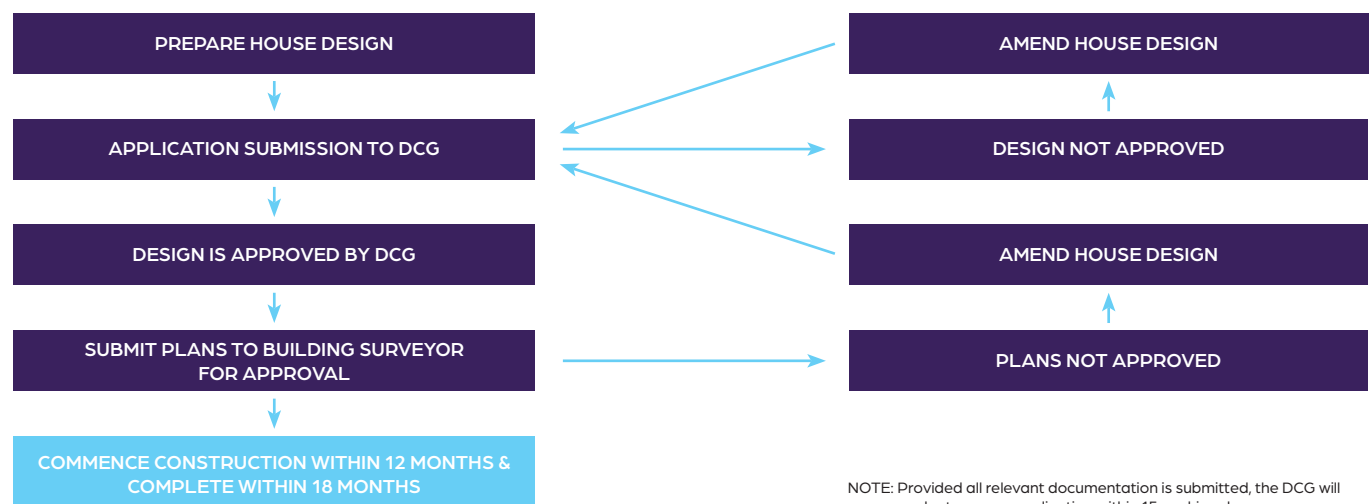 PREPARE HOUSE DESIGN
APPLICATION SUBMISSION TO DCG
DESIGN IS APPROVED BY DCG
SUBMIT PLANS TO BUILDING SURVEYOR
FOR APPROVAL
COMMENCE CONSTRUCTION WITHIN 12 MONTHS &
COMPLETE WITHIN 18 MONTHS
AMEND HOUSE DESIGN
DESIGN NOT APPROVED
AMEND HOUSE DESIGN
PLANS NOT APPROVED
NOTE: Provided all relevant documentation is submitted, the DCG will